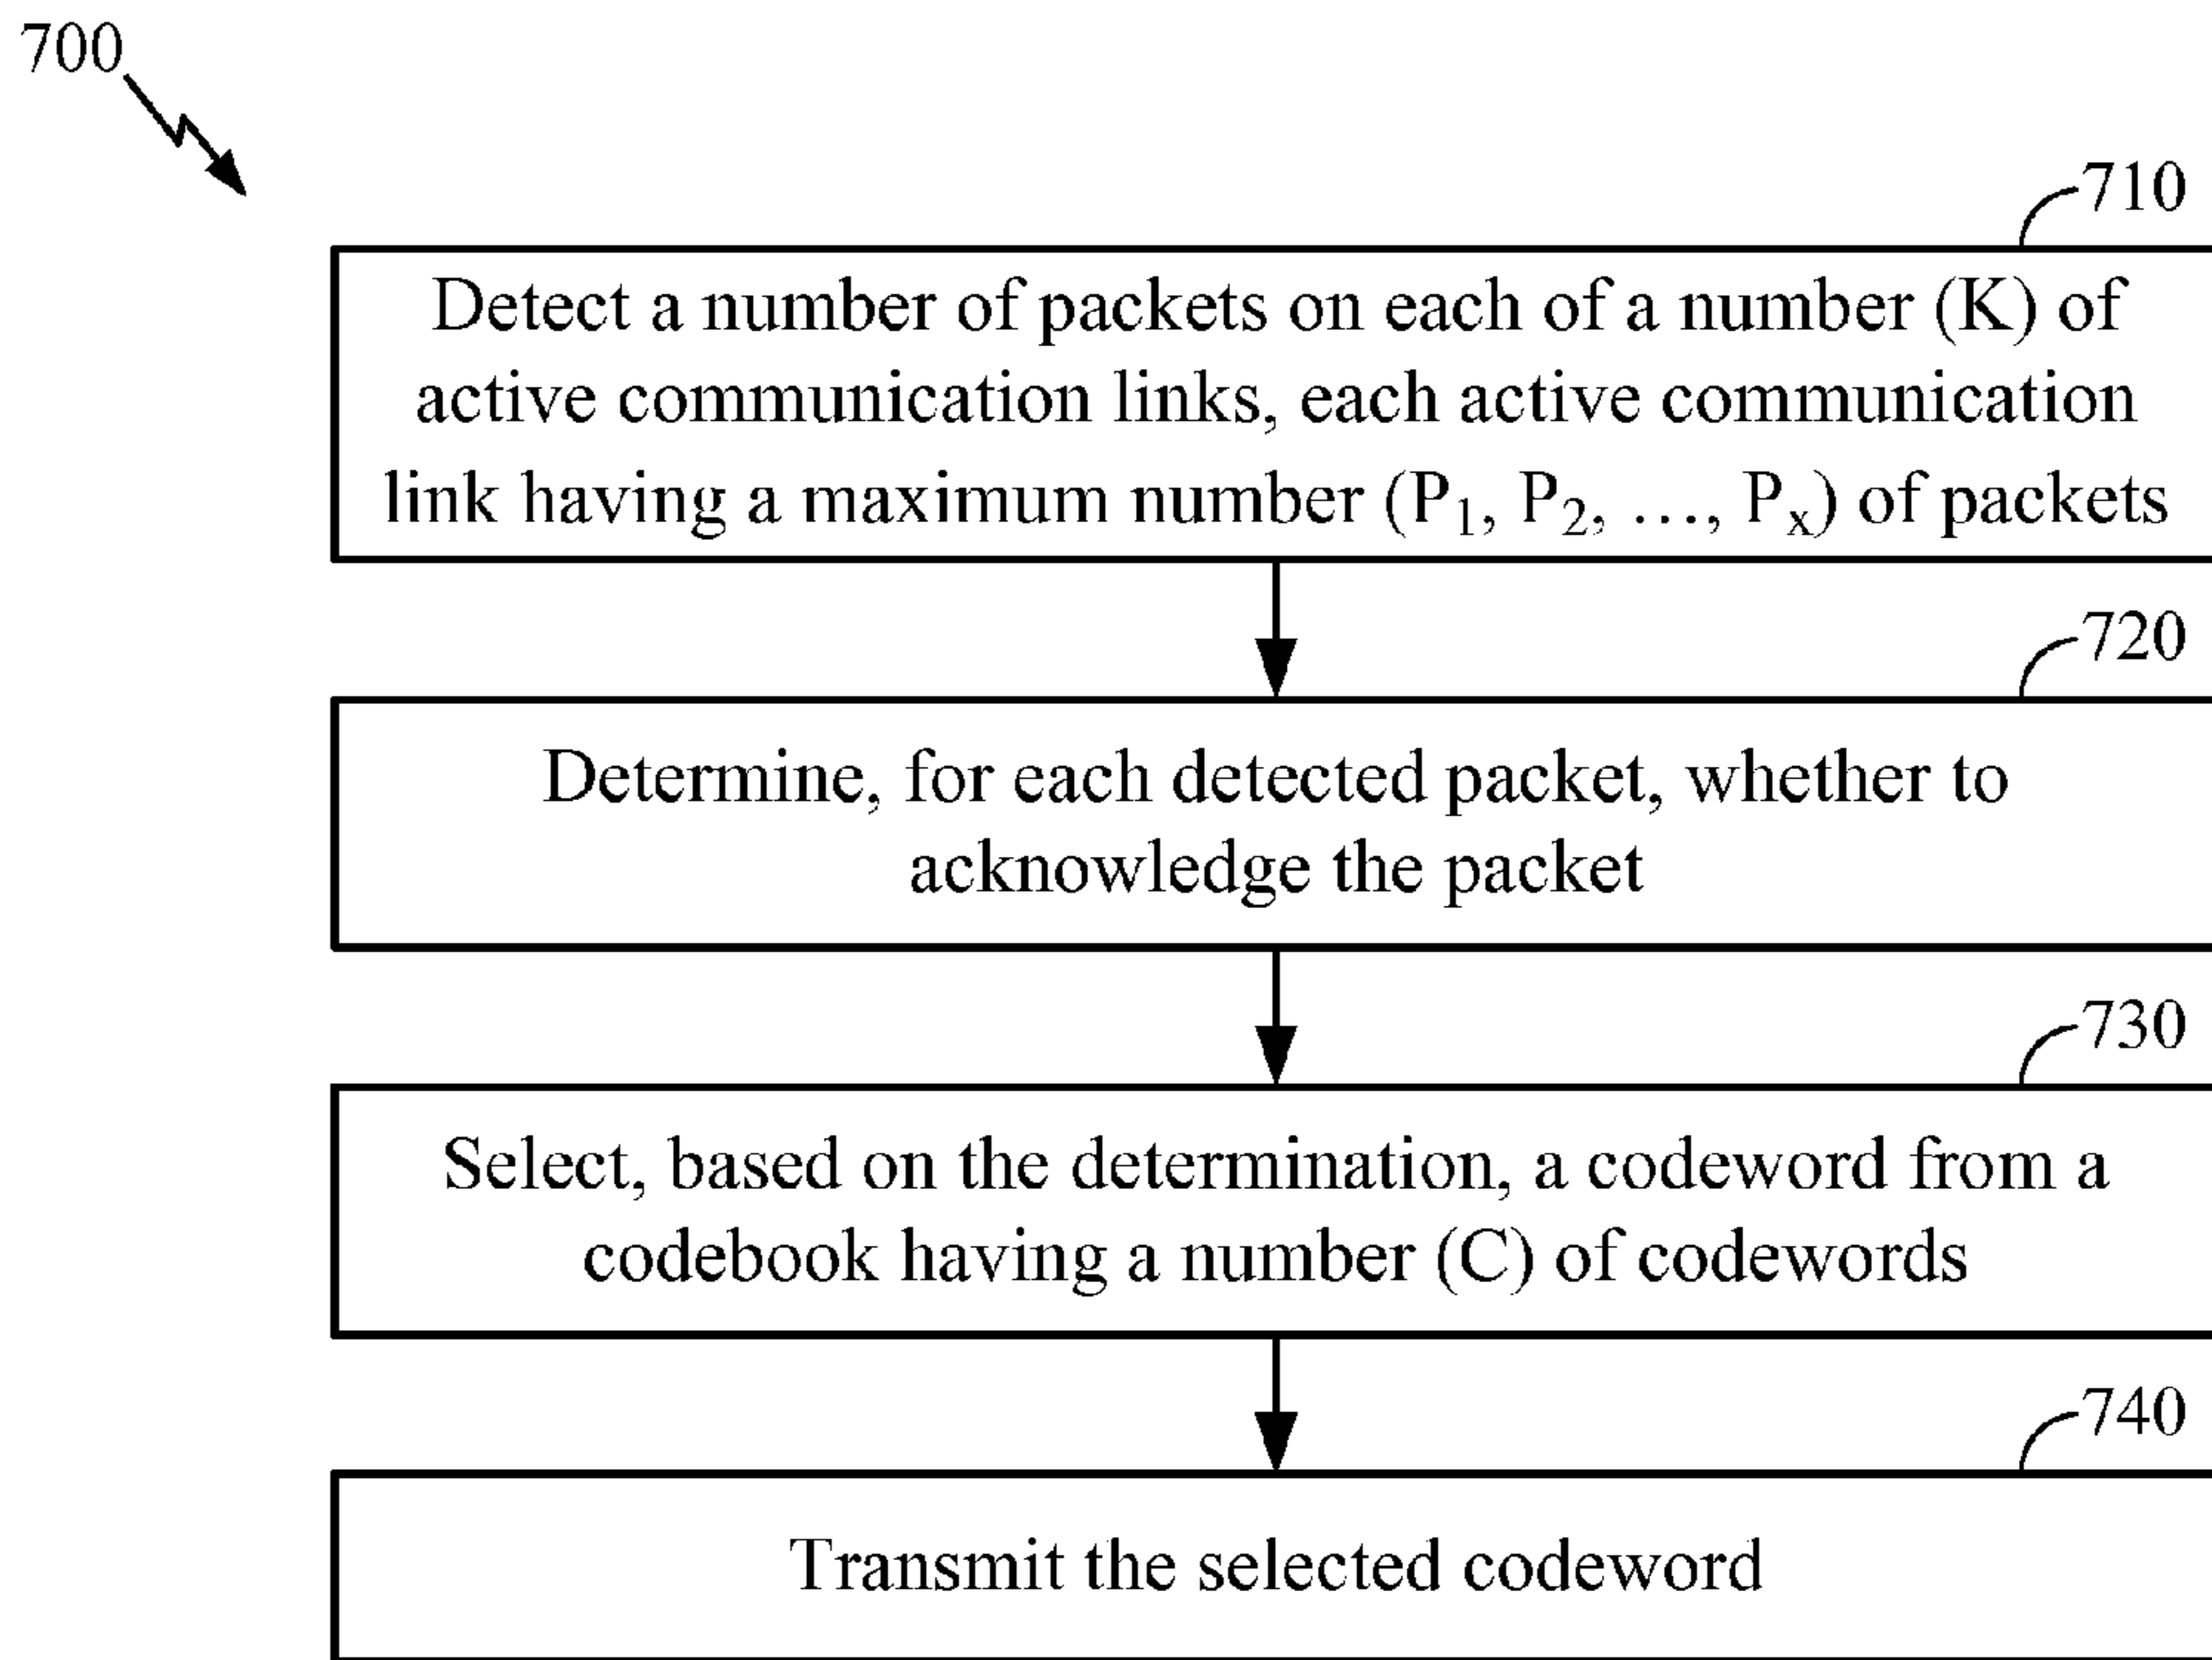 700
710
Detect a number of packets on each of a number (K) of
active communication links, each active communication
link having a maximum number (P₁, P₂, …, Pₓ) of packets
720
Determine, for each detected packet, whether to
acknowledge the packet
730
Select, based on the determination, a codeword from a
codebook having a number (C) of codewords
740
Transmit the selected codeword